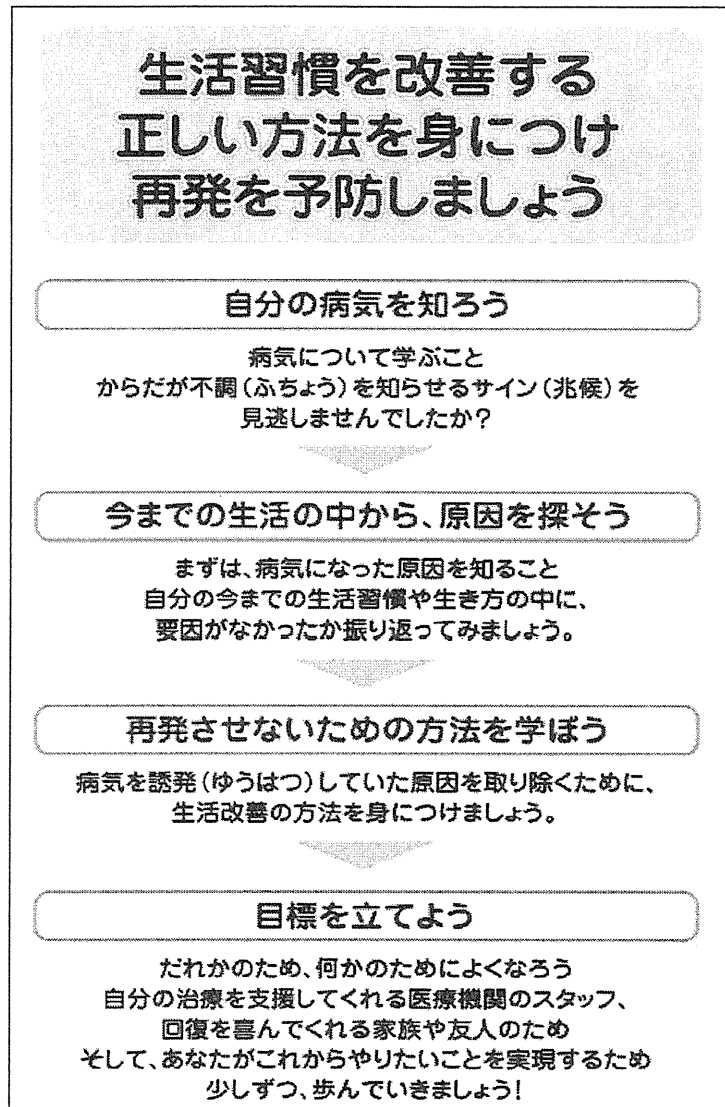 生活習慣を改善する
正しい方法を身につけ
再発を予防しましょう
自分の病気を知ろう
病気について学ぶこと
からだが不調(ふちょう)を知らせるサイン(兆候)を
見逃しませんでしたか?
今までの生活の中から、原因を探そう
まずは、病気になった原因を知ること
自分の今までの生活習慣や生き方の中に、
要因がなかったか振り返ってみましょう。
再発させないための方法を学ぼう
病気を誘発(ゆうはつ)していた原因を取り除くために、
生活改善の方法を身につけましょう。
目標を立てよう
だれかのため、何かのためによくなろう
自分の治療を支援してくれる医療機関のスタッフ、
回復を喜んでくれる家族や友人のため
そして、あなたがこれからやりたいことを実現するため
少しずつ、歩んでいきましょう!